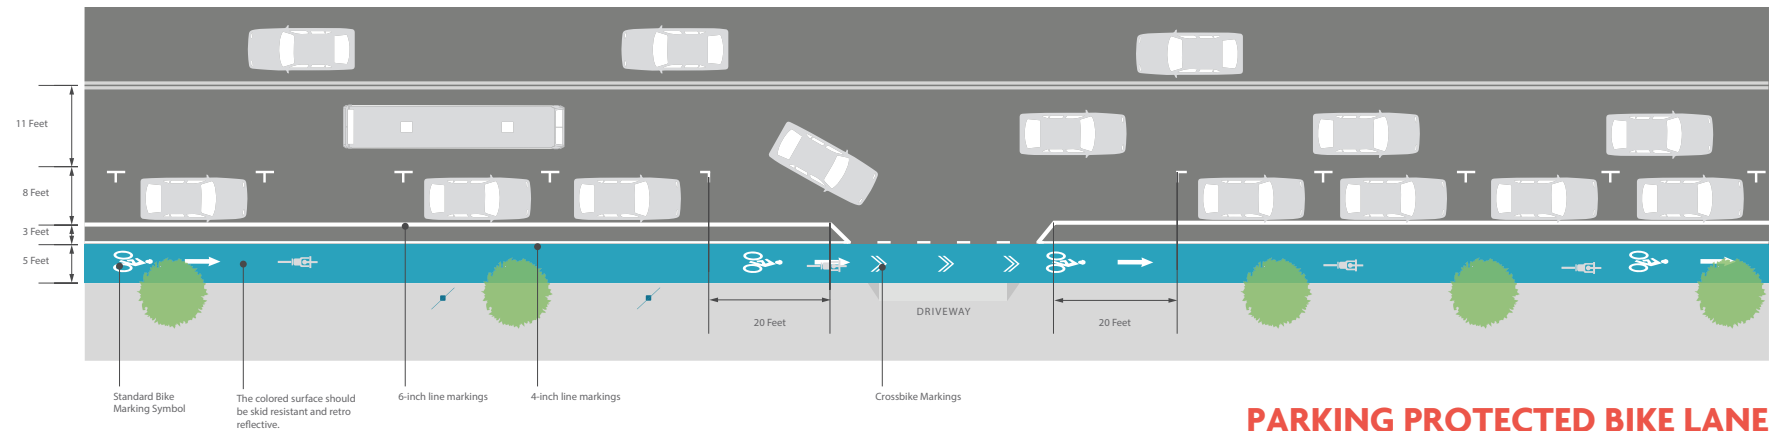 11 Feet
8 Feet
3 Feet
5 Feet
20 Feet
DRIVEWAY
20 Feet
Standard Bike
Marking Symbol
The colored surface should
be skid resistant and retro
reflective.
6-inch line markings
4-inch line markings
Crossbike Markings
PARKING PROTECTED BIKE LANE